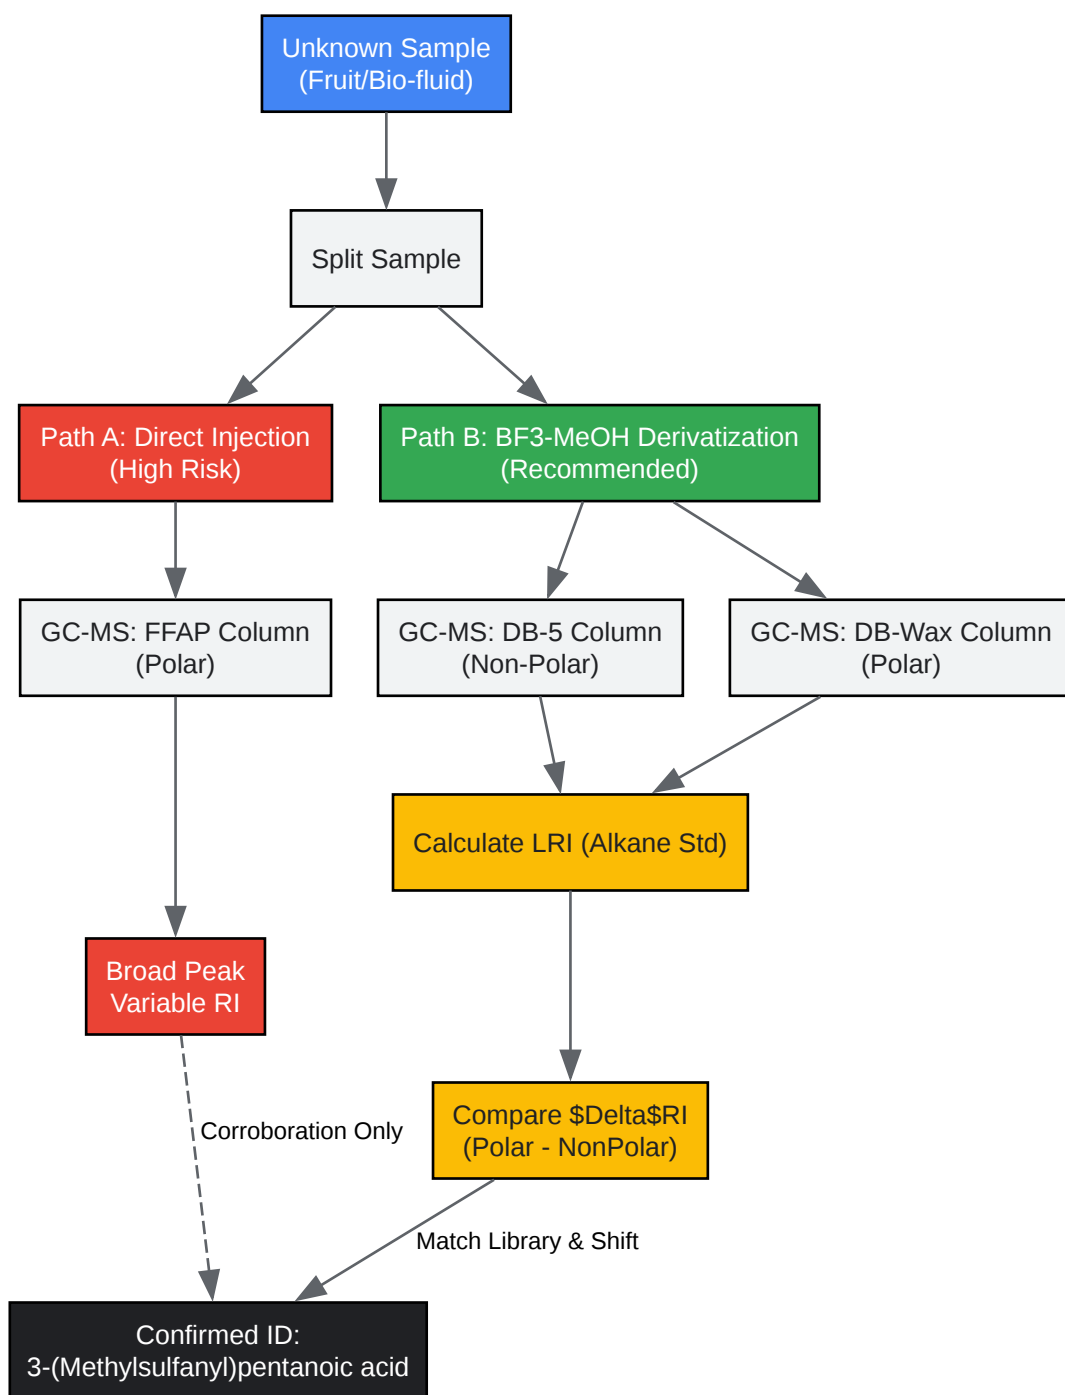 Unknown Sample
(Fruit/Bio-fluid)
Split Sample
Path A: Direct Injection
(High Risk)
Path B: BF3-MeOH Derivatization
(Recommended)
GC-MS: FFAP Column
(Polar)
GC-MS: DB-5 Column
(Non-Polar)
GC-MS: DB-Wax Column
(Polar)
Calculate LRI (Alkane Std)
Broad Peak
Variable RI
Compare $Delta$RI
(Polar - NonPolar)
Corroboration Only
Match Library & Shift
Confirmed ID:
3-(Methylsulfanyl)pentanoic acid